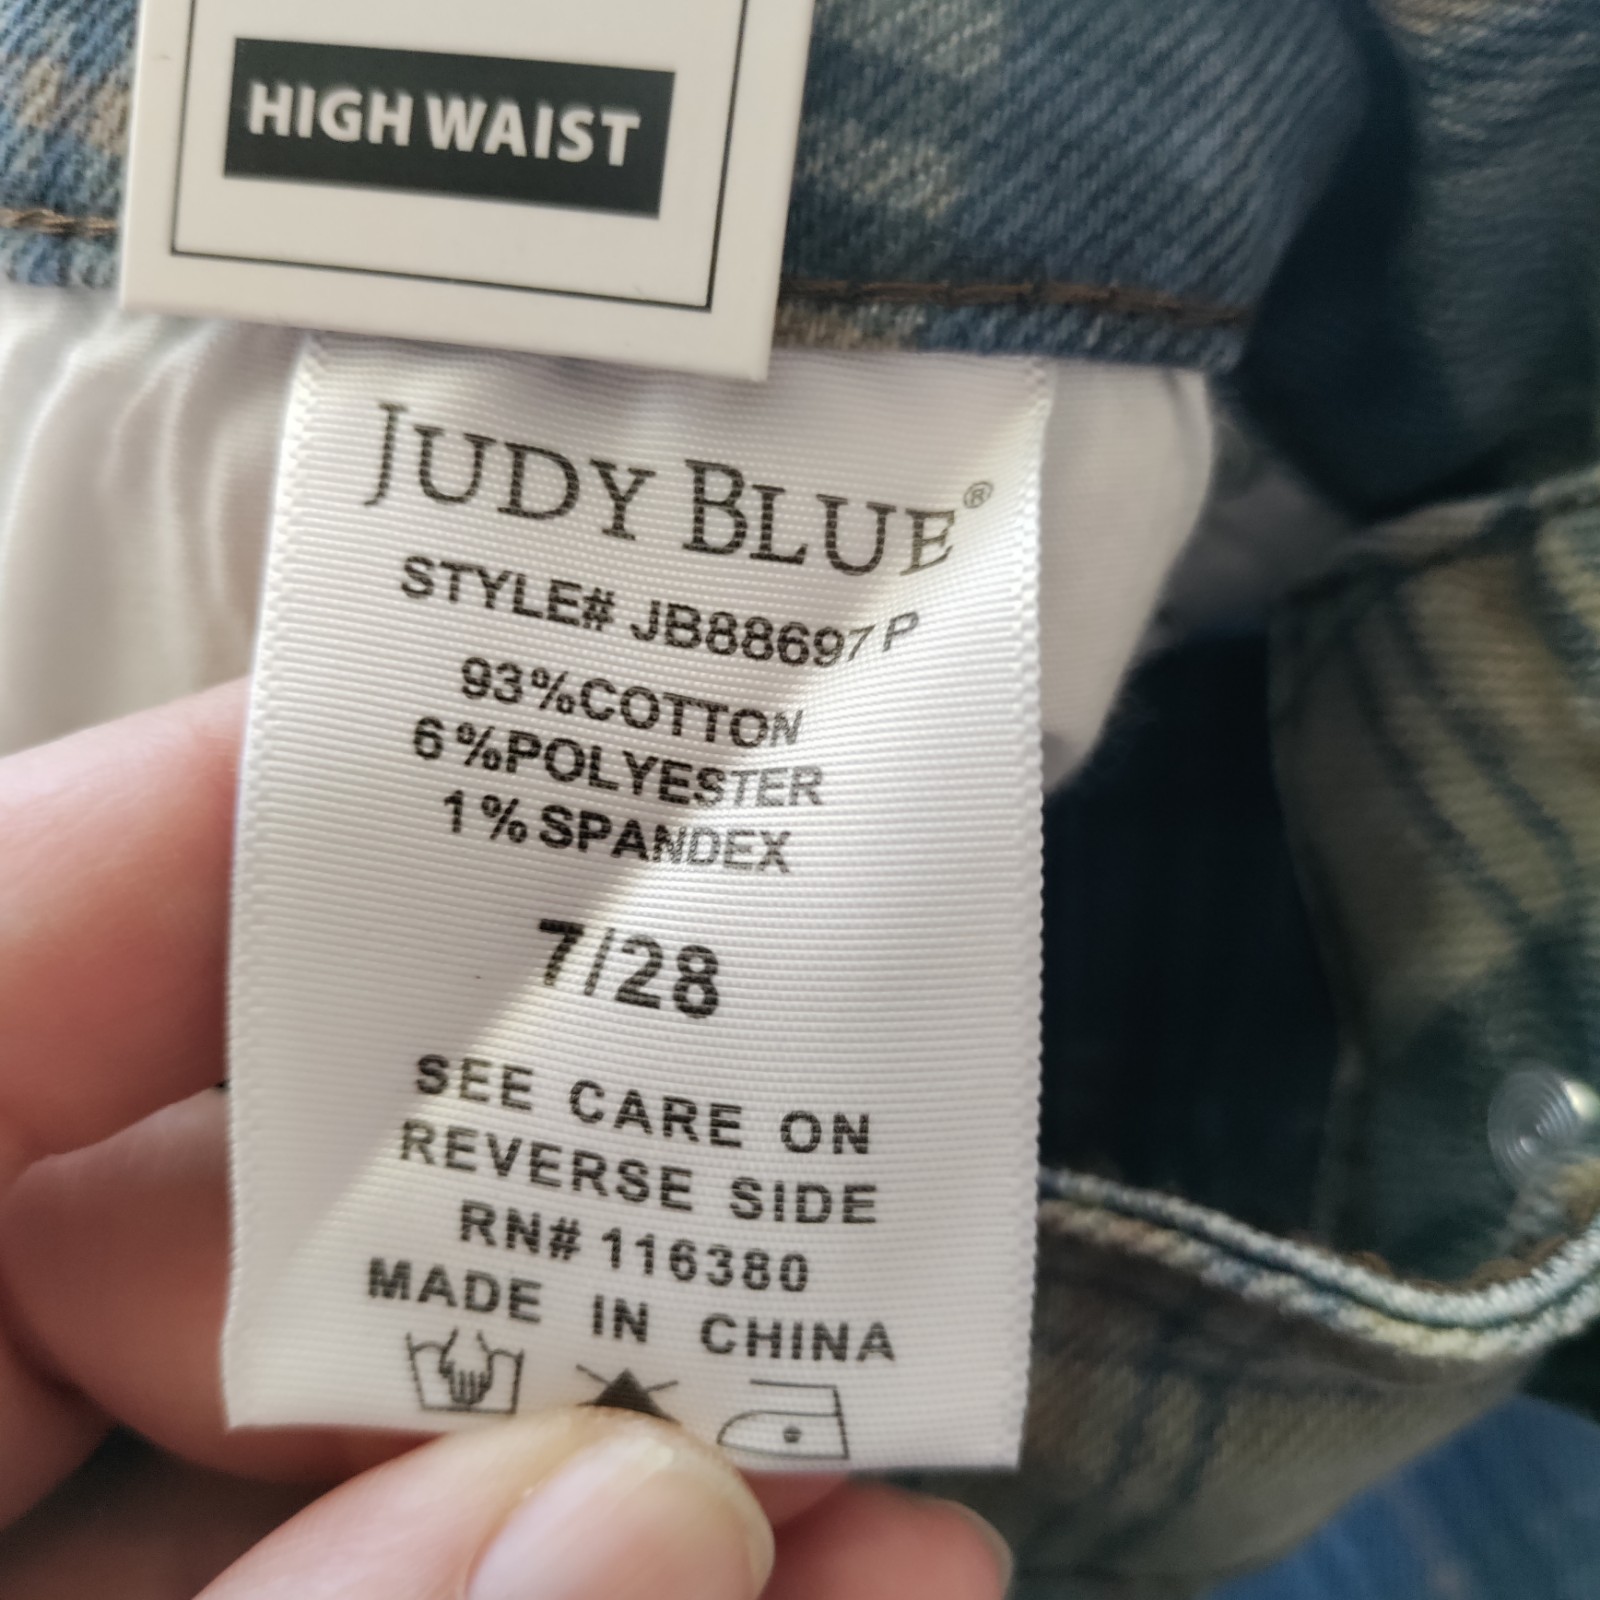 HIGH WAIST
JUDY BLUE®
STYLE# JB88697P
93%COTTON
6%POLYESTER
1%SPANDEX
7/28
SEE CARE ON
REVERSE SIDE
RN# 116380
MADE IN CHINA